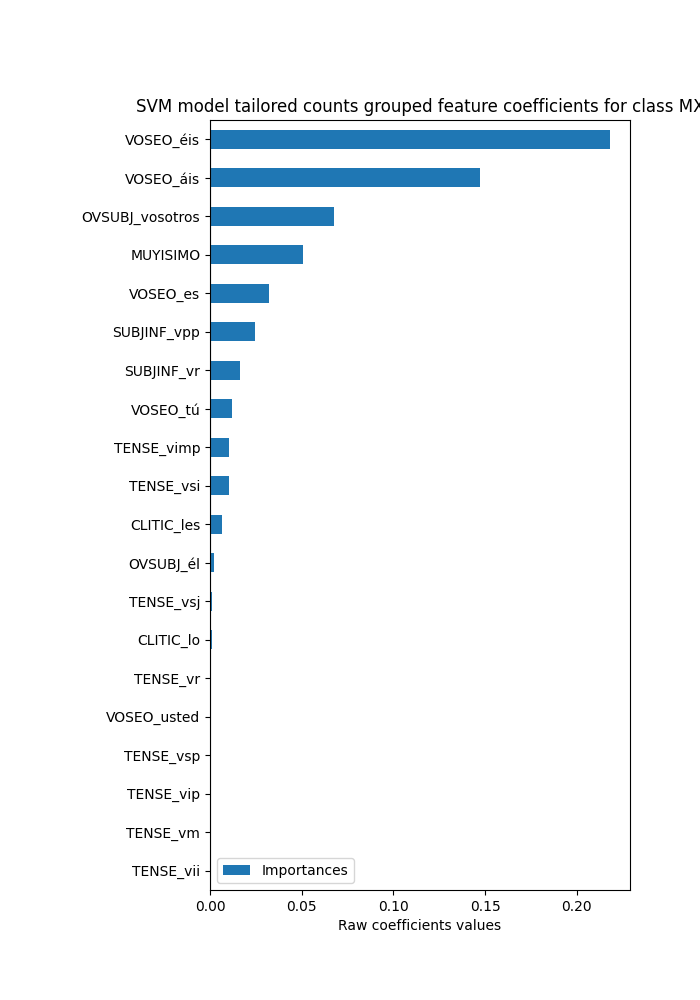 SVM model tailored counts grouped feature coefficients for class MX
VOSEO_éis
VOSEO_áis
OVSUBJ_vosotros
MUYISIMO
VOSEO_es
SUBJINF_vpp
SUBJINF_vr
VOSEO_tú
TENSE_vimp
TENSE_vsi
CLITIC_les
OVSUBJ_él
TENSE_vsj
CLITIC_lo
TENSE_vr
VOSEO_usted
TENSE_vsp
TENSE_vip
TENSE_vm
TENSE_vii
Importances
0.00 0.05 0.10 0.15 0.20
Raw coefficients values